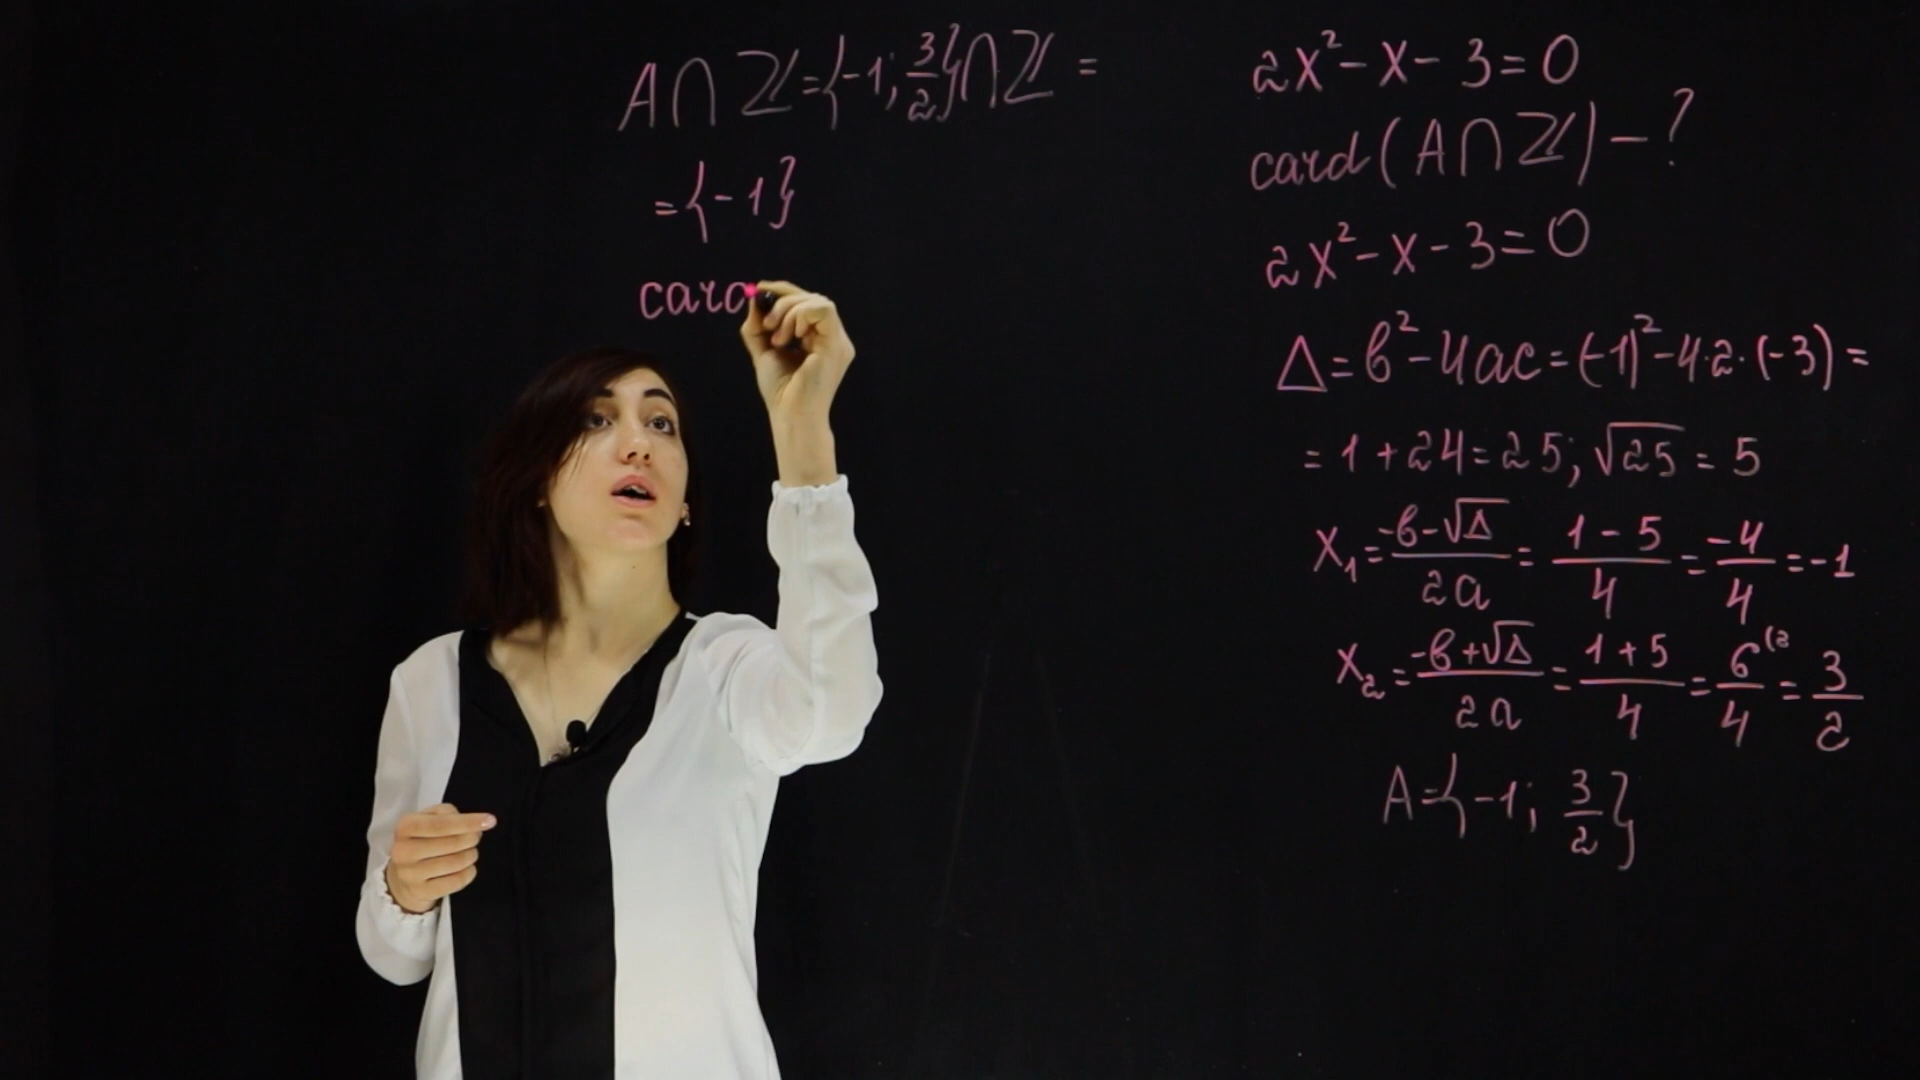 A∩ℤ={-1;3/2}∩ℤ=
={-1}
card
2x²-x-3=0
card(A∩ℤ)-?
2x²-x-3=0
Δ=b²-4ac=(-1)²-4·2·(-3)=
=1+24=25;√25=5
x₁=(-b-√Δ)/2a=(1-5)/4=-4/4=-1
x₂=(-b+√Δ)/2a=(1+5)/4=6/4⁽²=3/2
A={-1;3/2}